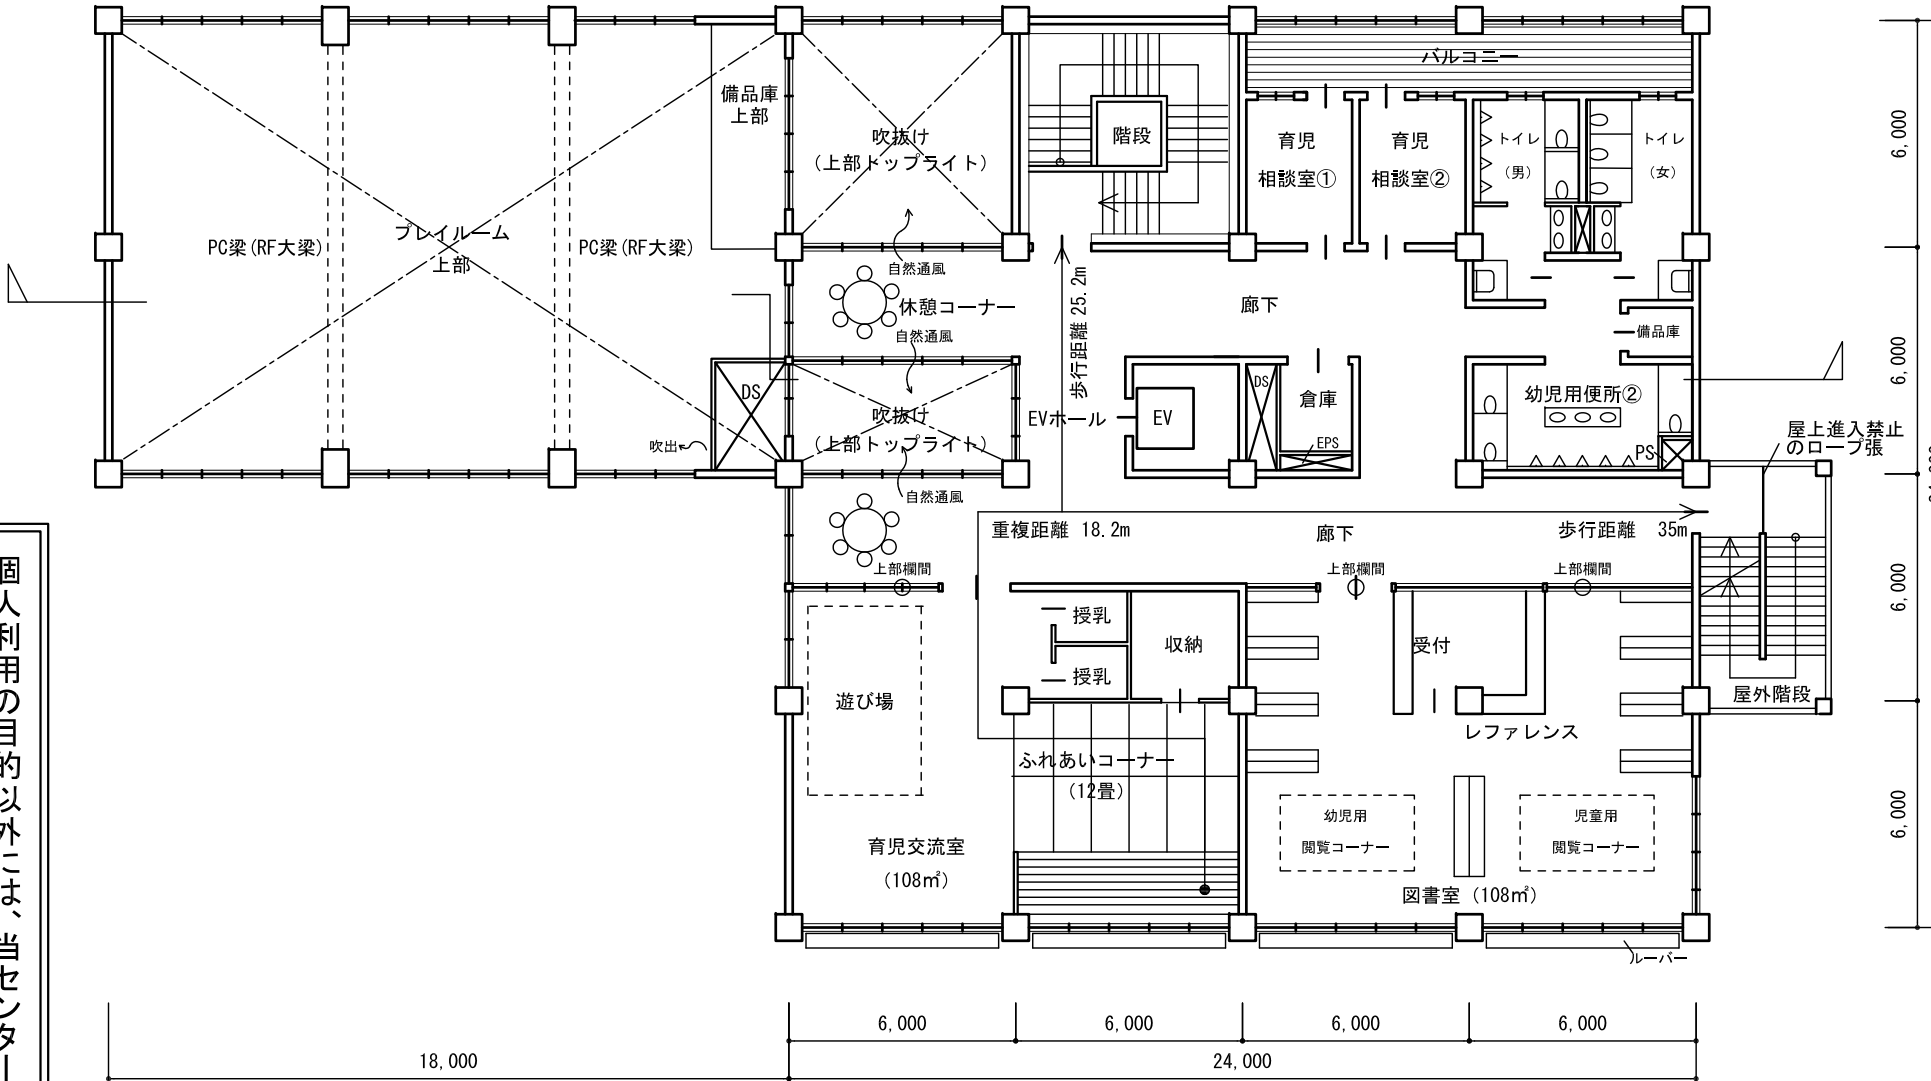 バルコニー
備品庫
上部
吹抜け
(上部トップライト)
階段
育児
相談室①
育児
相談室②
トイレ
(男)
トイレ
(女)
6,000
PC梁(RF大梁)
プレイルーム
上部
PC梁(RF大梁)
自然通風
休憩コーナー
自然通風
歩行距離 25.2m
廊下
備品庫
6,000
DS
吹出
吹抜け
(上部トップライト)
自然通風
EVホール
EV
DS
倉庫
EPS
幼児用便所②
PS
屋上進入禁止
のロープ張
重複距離 18.2m
廊下
歩行距離 35m
上部欄間
上部欄間
上部欄間
6,000
授乳
授乳
収納
受付
遊び場
屋外階段
レファレンス
ふれあいコーナー
(12畳)
幼児用
閲覧コーナー
児童用
閲覧コーナー
6,000
育児交流室
(108㎡)
図書室 (108㎡)
ルーバー
個人利用の目的以外には、当センター
6,000
6,000
6,000
6,000
18,000
24,000